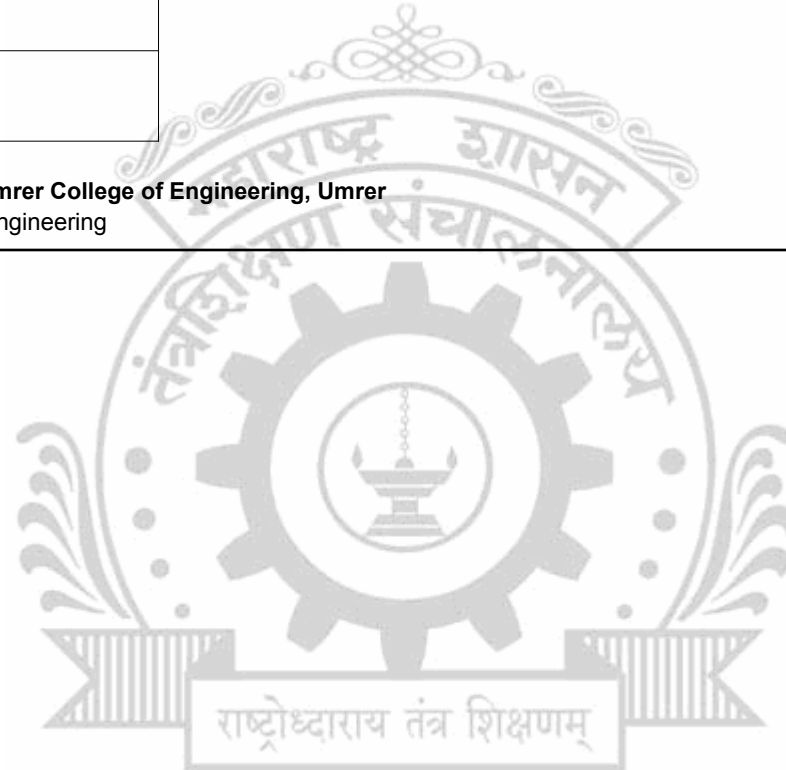 महाराष्ट्र शासन
mrer College of Engineering, Umrer
ngineering
तंत्रशिक्षण संचालनालय
राष्ट्रोध्दाराय तंत्र शिक्षणम्